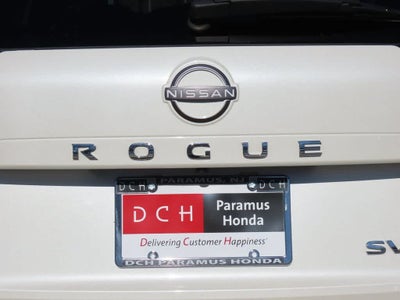 NISSAN
ROGUE
PARAMUS, NJ
DCH DCH
DCH Paramus
Honda
Delivering Customer Happiness
DCH PARAMUS HONDA
SV